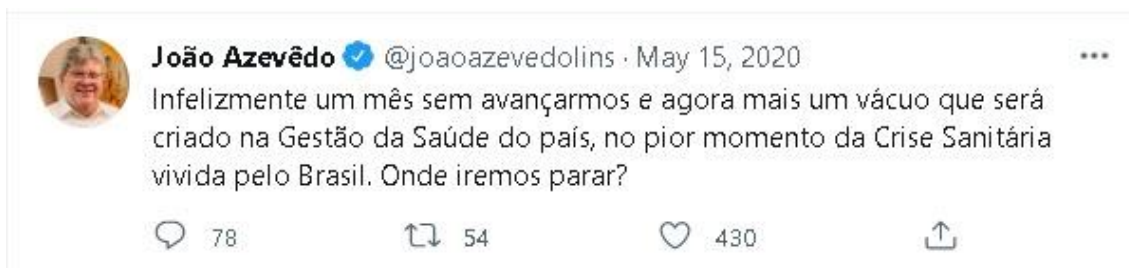 João Azevêdo @joaoazevedolins · May 15, 2020
Infelizmente um mês sem avançarmos e agora mais um vácuo que será
criado na Gestão da Saúde do país, no pior momento da Crise Sanitária
vivida pelo Brasil. Onde iremos parar?
78 54 430